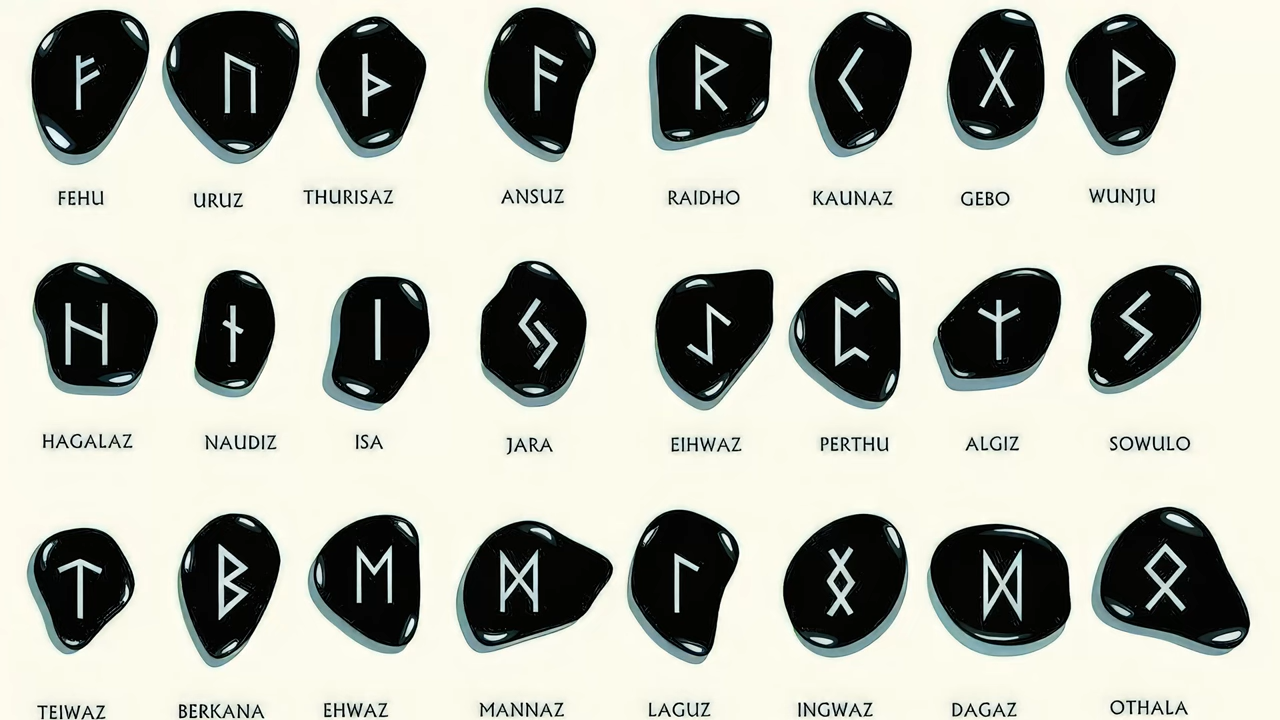 ᚠ ᚢ ᚦ ᚨ ᚱ ᚲ ᚷ ᚹ
FEHU URUZ THURISAZ ANSUZ RAIDHO KAUNAZ GEBO WUNJU
ᚺ ᚾ ᛁ ᛃ ᛇ ᛈ ᛉ ᛊ
HAGALAZ NAUDIZ ISA JARA EIHWAZ PERTHU ALGIZ SOWULO
ᛏ ᛒ ᛖ ᛗ ᛚ ᛝ ᛞ ᛟ
TEIWAZ BERKANA EHWAZ MANNAZ LAGUZ INGWAZ DAGAZ OTHALA